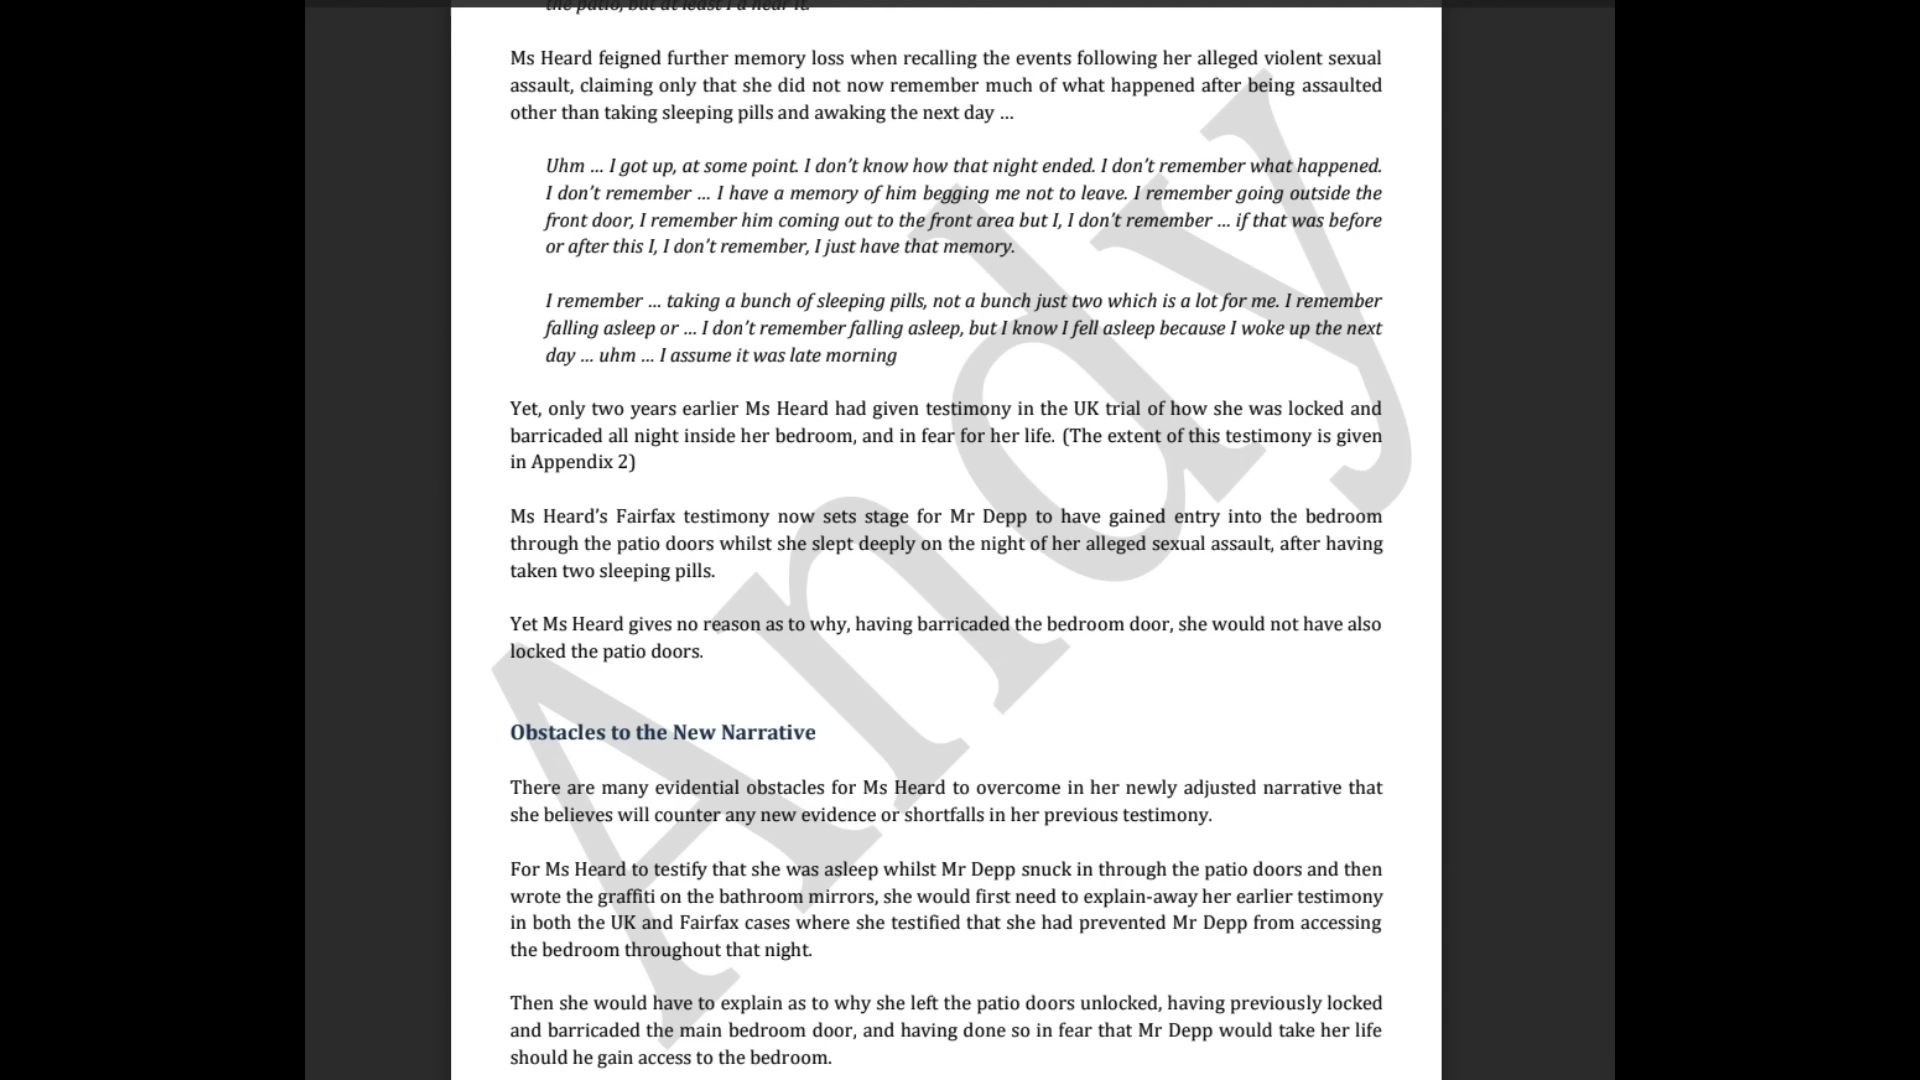 the patio, but at least I'd hear it.
Ms Heard feigned further memory loss when recalling the events following her alleged violent sexual
assault, claiming only that she did not now remember much of what happened after being assaulted
other than taking sleeping pills and awaking the next day ...
Uhm ... I got up, at some point. I don't know how that night ended. I don't remember what happened.
I don't remember ... I have a memory of him begging me not to leave. I remember going outside the
front door, I remember him coming out to the front area but I, I don't remember ... if that was before
or after this I, I don't remember, I just have that memory.
I remember ... taking a bunch of sleeping pills, not a bunch just two which is a lot for me. I remember
falling asleep or ... I don't remember falling asleep, but I know I fell asleep because I woke up the next
day ... uhm ... I assume it was late morning
Yet, only two years earlier Ms Heard had given testimony in the UK trial of how she was locked and
barricaded all night inside her bedroom, and in fear for her life. (The extent of this testimony is given
in Appendix 2)
Ms Heard's Fairfax testimony now sets stage for Mr Depp to have gained entry into the bedroom
through the patio doors whilst she slept deeply on the night of her alleged sexual assault, after having
taken two sleeping pills.
Yet Ms Heard gives no reason as to why, having barricaded the bedroom door, she would not have also
locked the patio doors.
Obstacles to the New Narrative
There are many evidential obstacles for Ms Heard to overcome in her newly adjusted narrative that
she believes will counter any new evidence or shortfalls in her previous testimony.
For Ms Heard to testify that she was asleep whilst Mr Depp snuck in through the patio doors and then
wrote the graffiti on the bathroom mirrors, she would first need to explain-away her earlier testimony
in both the UK and Fairfax cases where she testified that she had prevented Mr Depp from accessing
the bedroom throughout that night.
Then she would have to explain as to why she left the patio doors unlocked, having previously locked
and barricaded the main bedroom door, and having done so in fear that Mr Depp would take her life
should he gain access to the bedroom.
Andy